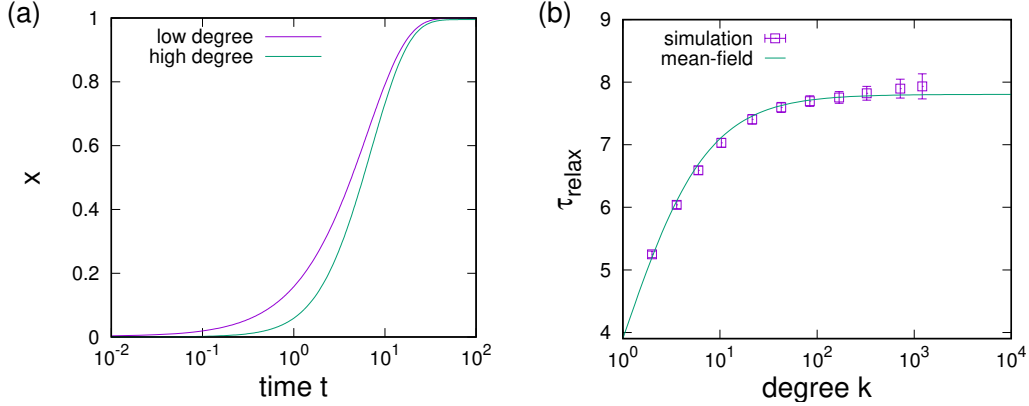 (a)
low degree
high degree
x
1
0.8
0.6
0.4
0.2
0
10^-2
10^-1
10^0
10^1
10^2
time t
(b)
simulation
mean-field
τrelax
9
8
7
6
5
4
10^0
10^1
10^2
10^3
10^4
degree k